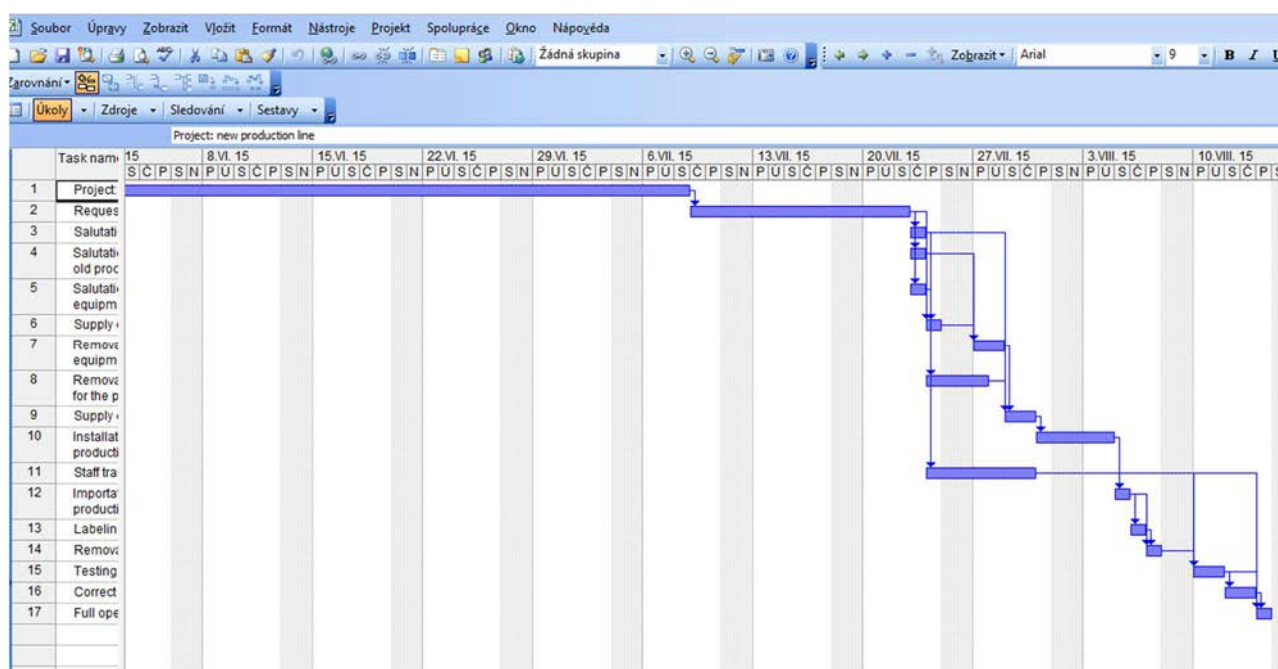 Soubor Úpravy Zobrazit Vložit Formát Nástroje Projekt Spolupráce Okno Nápověda
Žádná skupina Zobrazit Arial 9 B I U
Zarovnání
Úkoly Zdroje Sledování Sestavy
Project: new production line
Task nam 15 8.VI. 15 15.VI. 15 22.VI. 15 29.VI. 15 6.VII. 15 13.VII. 15 20.VII. 15 27.VII. 15 3.VIII. 15 10.VIII. 15
S Č P S N P Ú S Č P S N P Ú S Č P S N P Ú S Č P S N P Ú S Č P S N P Ú S Č P S N P Ú S Č P S N P Ú S Č P S N P Ú S Č P S N P Ú S Č P S N P Ú S Č P S
1 Project:
2 Reques
3 Salutati
4 Salutati
old proc
5 Salutati
equipm
6 Supply
7 Remova
equipm
8 Remova
for the p
9 Supply
10 Installat
producti
11 Staff tra
12 Importa
producti
13 Labelin
14 Remova
15 Testing
16 Correct
17 Full ope